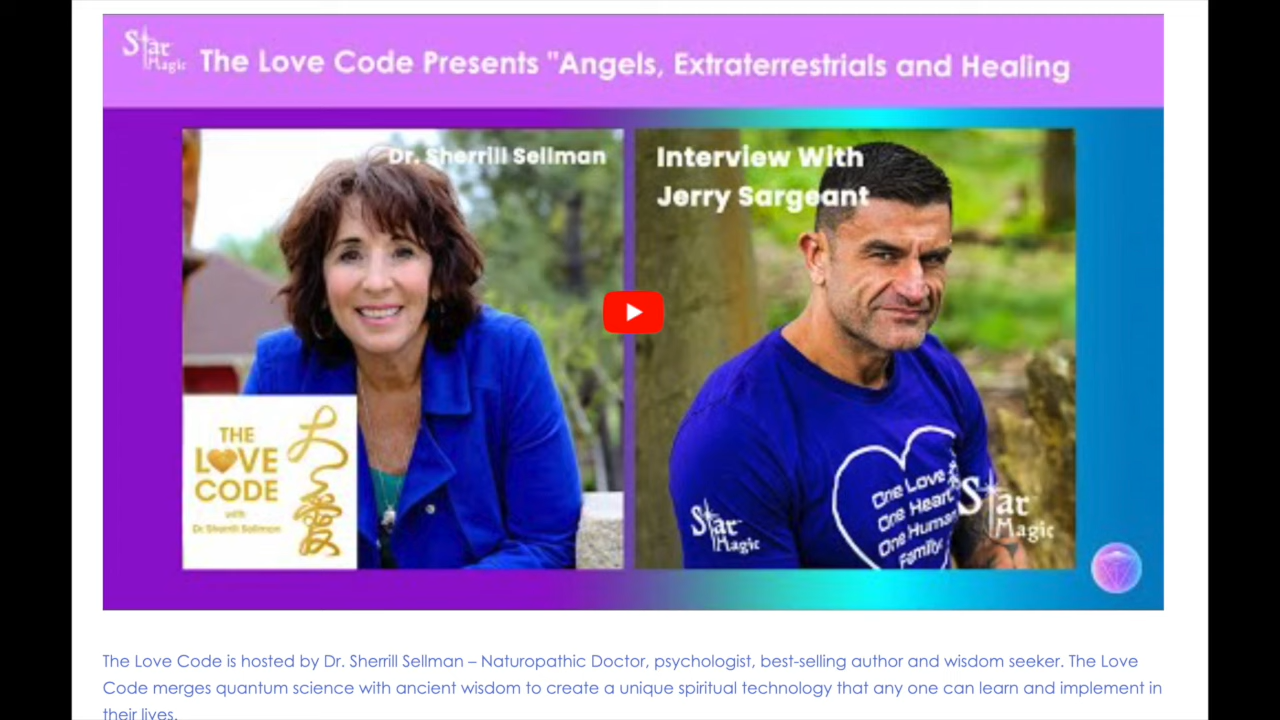 Star
Magic
The Love Code Presents "Angels, Extraterrestrials and Healing
Dr. Sherrill Sellman
Interview With
Jerry Sargeant
THE
LOVE
CODE
with
Dr. Sherrill Sellman
愛
Star
Magic
One Love
One Heart
One Human
Family
Star
Magic
The Love Code is hosted by Dr. Sherrill Sellman – Naturopathic Doctor, psychologist, best-selling author and wisdom seeker. The Love
Code merges quantum science with ancient wisdom to create a unique spiritual technology that any one can learn and implement in
their lives.